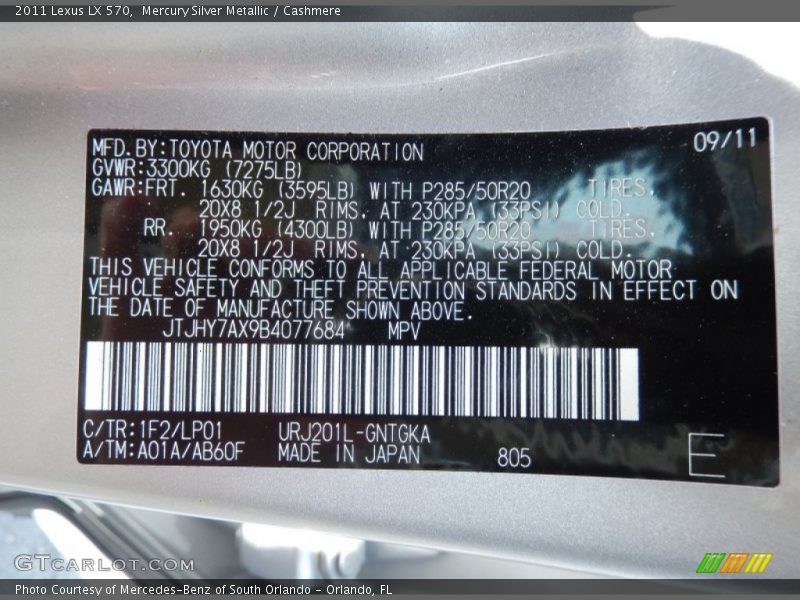 2011 Lexus LX 570, Mercury Silver Metallic / Cashmere
09/11
MFD.BY:TOYOTA MOTOR CORPORATION
GVWR:3300KG (7275LB)
GAWR:FRT. 1630KG (3595LB) WITH P285/50R20 TIRES,
20X8 1/2J RIMS, AT 230KPA (33PSI) COLD.
RR. 1950KG (4300LB) WITH P285/50R20 TIRES,
20X8 1/2J RIMS, AT 230KPA (33PSI) COLD.
THIS VEHICLE CONFORMS TO ALL APPLICABLE FEDERAL MOTOR
VEHICLE SAFETY AND THEFT PREVENTION STANDARDS IN EFFECT ON
THE DATE OF MANUFACTURE SHOWN ABOVE.
JTJHY7AX9B4077684 MPV
C/TR:1F2/LP01 URJ201L-GNTGKA
A/TM:A01A/AB60F MADE IN JAPAN 805 E
GTCARLOT.COM
Photo Courtesy of Mercedes-Benz of South Orlando - Orlando, FL